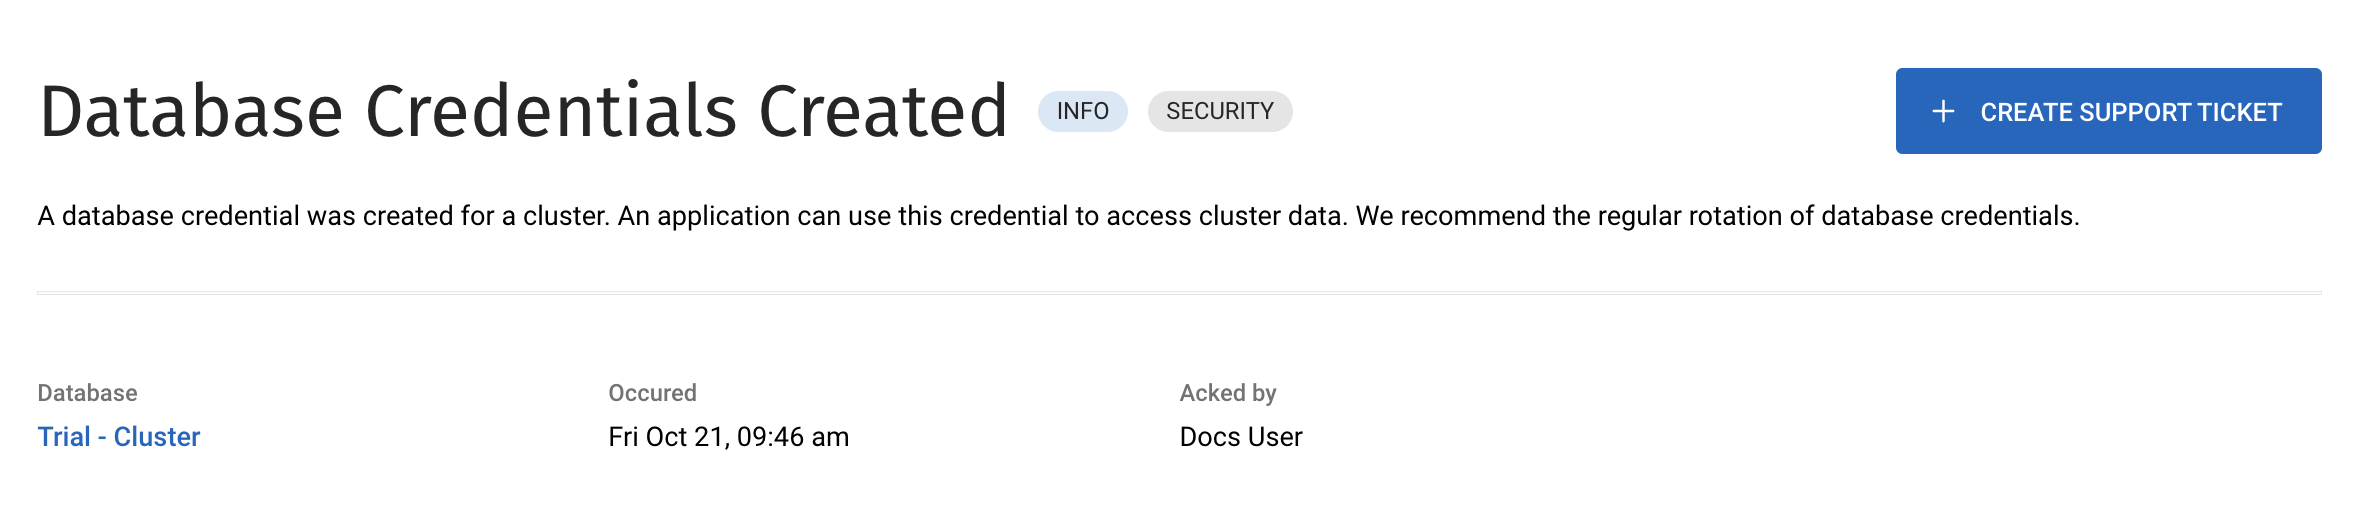 Database Credentials Created INFO SECURITY
+ CREATE SUPPORT TICKET
A database credential was created for a cluster. An application can use this credential to access cluster data. We recommend the regular rotation of database credentials.
Database Occured Acked by
Trial - Cluster Fri Oct 21, 09:46 am Docs User